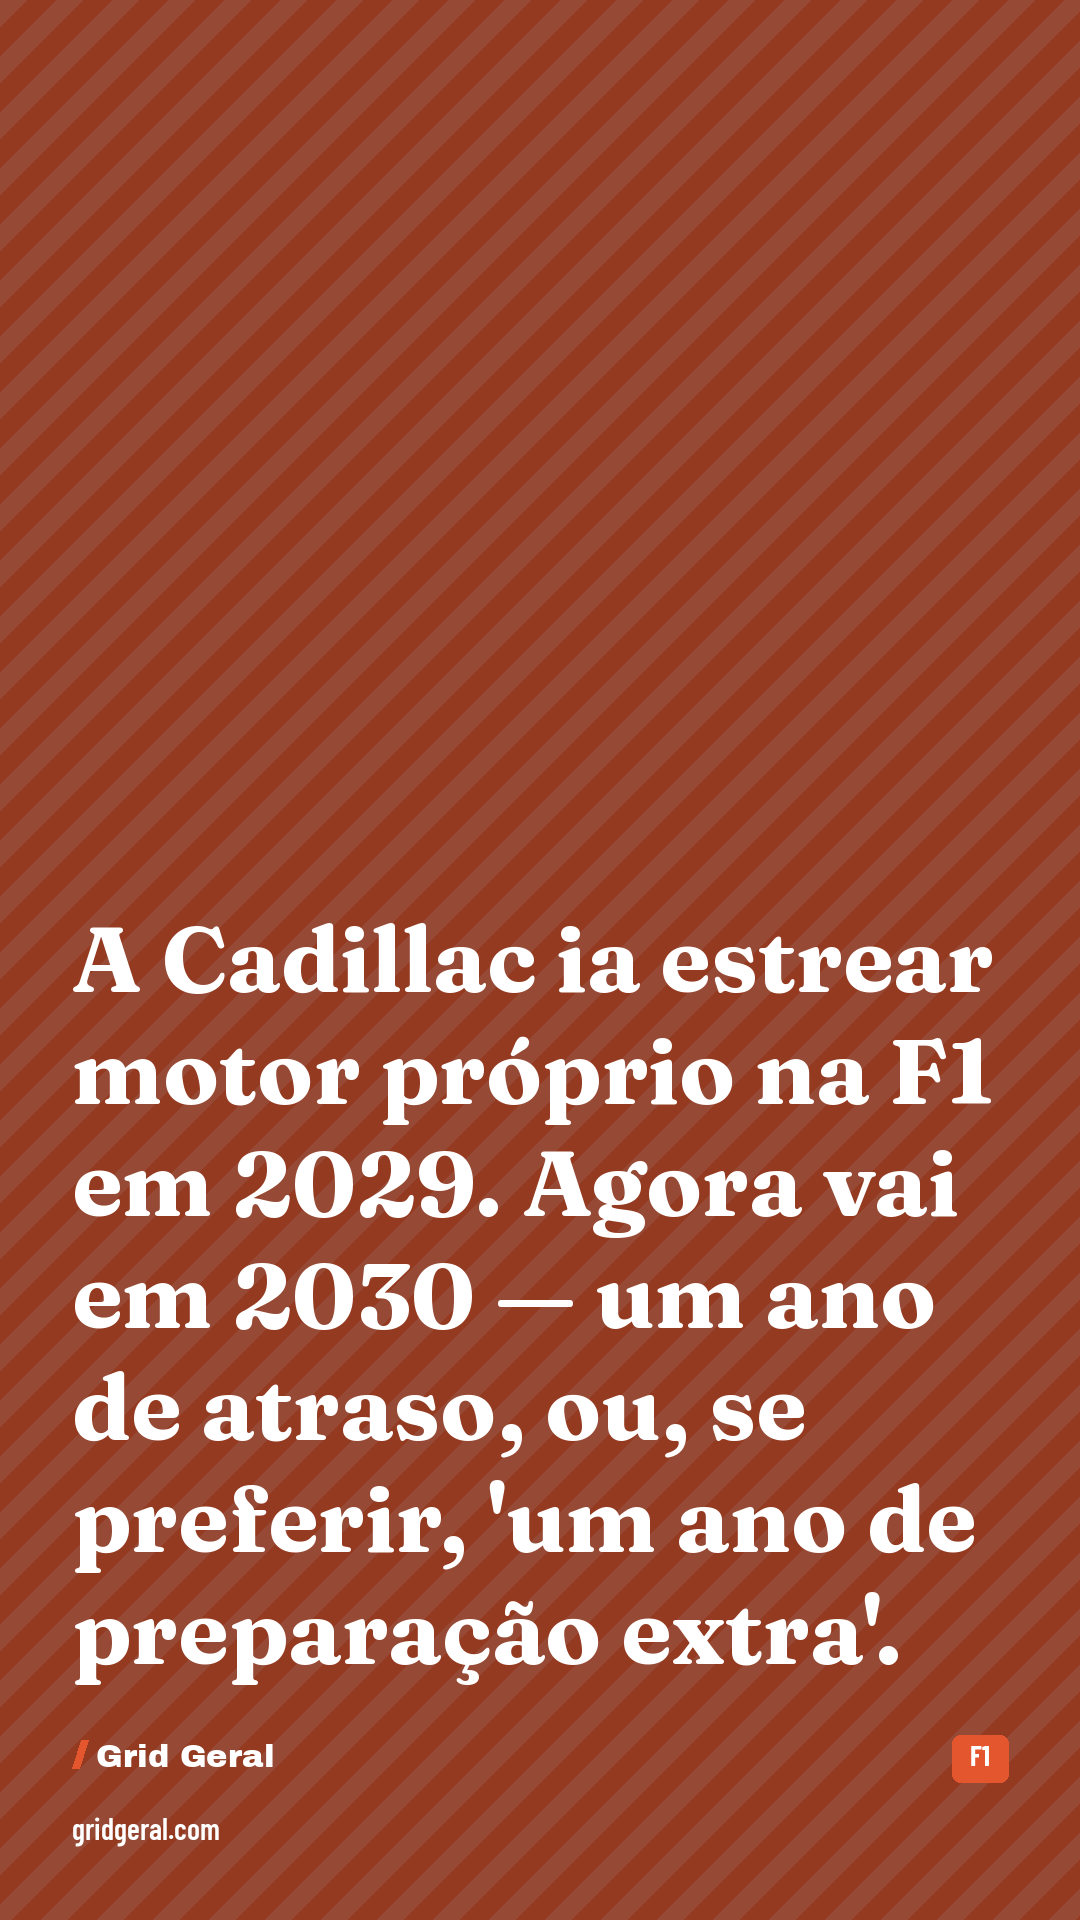 A Cadillac ia estrear
motor próprio na F1
em 2029. Agora vai
em 2030 — um ano
de atraso, ou, se
preferir, 'um ano de
preparação extra'.
/ Grid Geral
F1
gridgeral.com